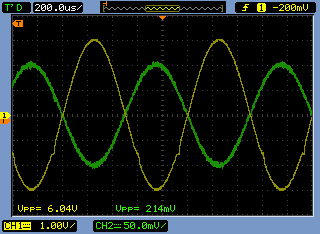 T'D 200.0us/ T 1 -200mV
T
1
VPP= 6.04V VPP= 214mV
CH1 1.00V/ CH2 50.0mV/